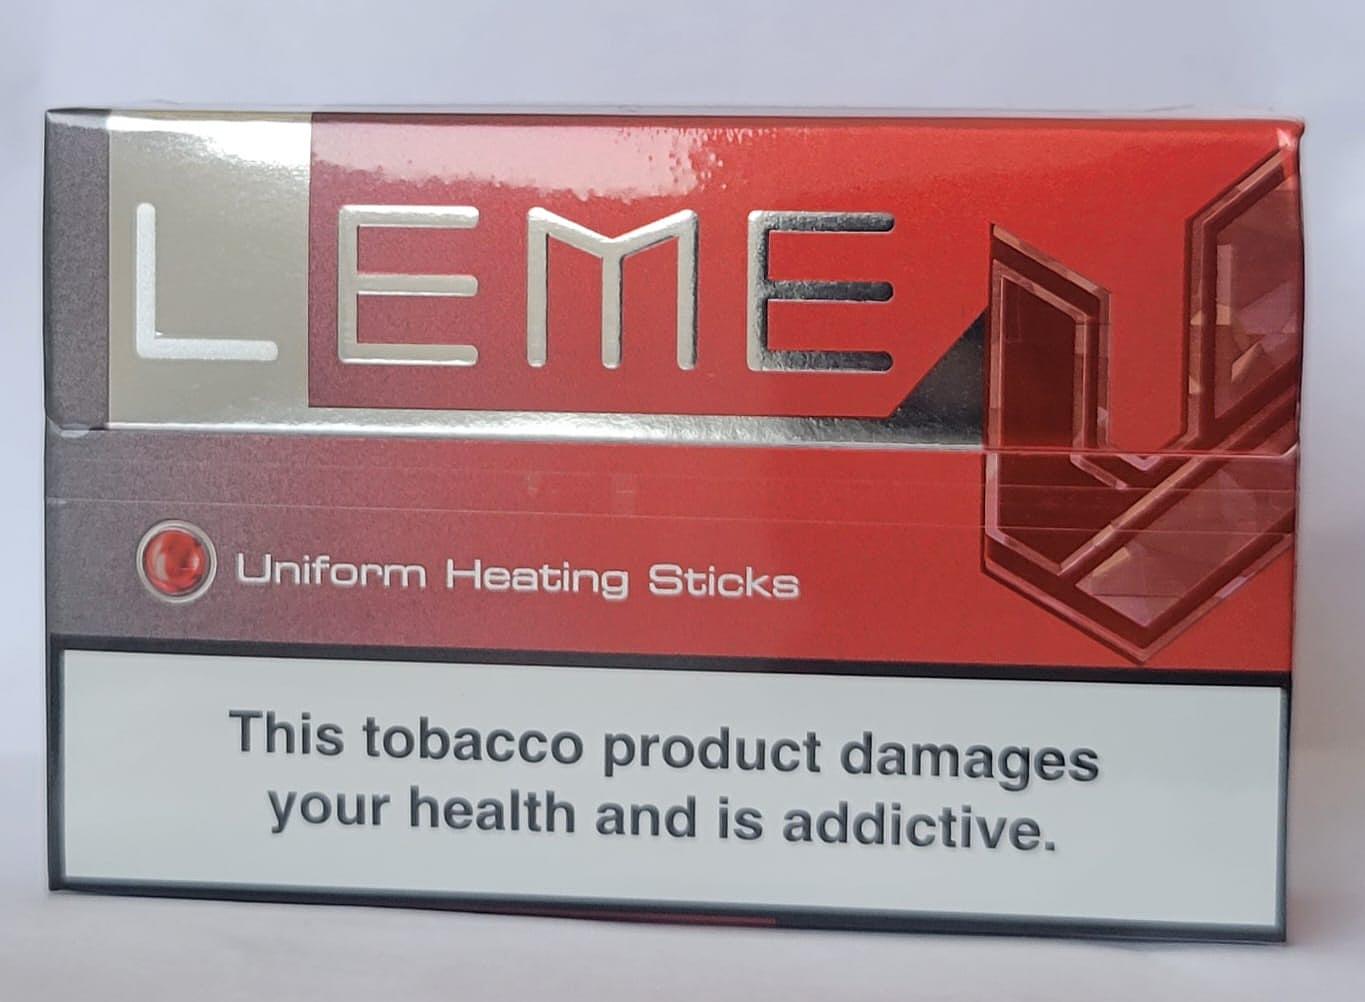 LEME
Uniform Heating Sticks
This tobacco product damages
your health and is addictive.